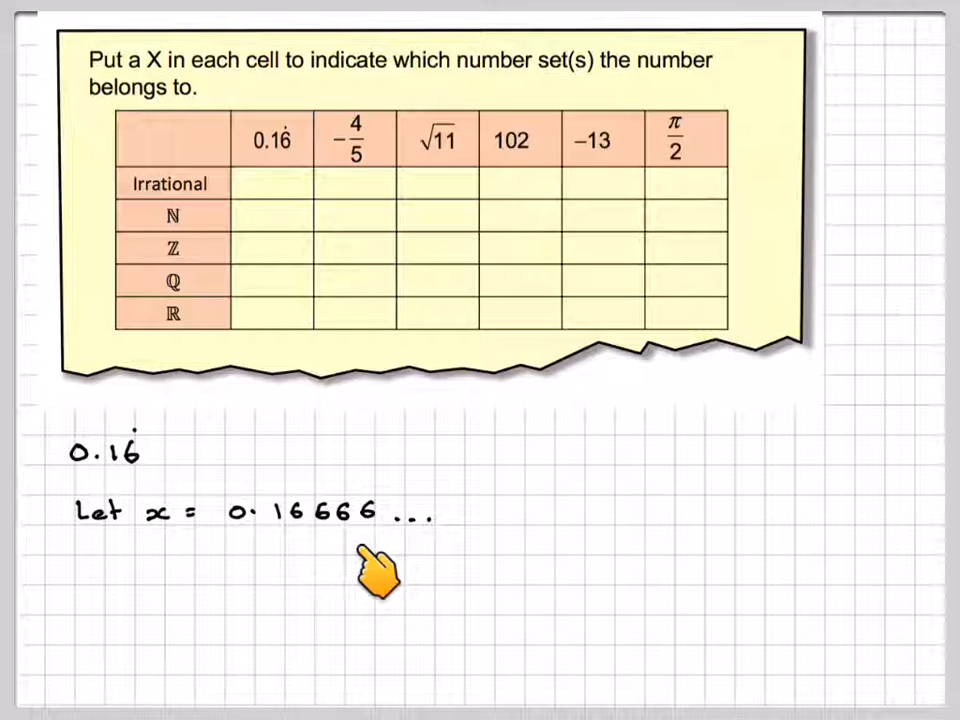 Put a X in each cell to indicate which number set(s) the number
belongs to.
0.16̇ −4/5 √11 102 –13 π/2
Irrational
ℕ
ℤ
ℚ
ℝ
0.16̇
Let x = 0.16666...